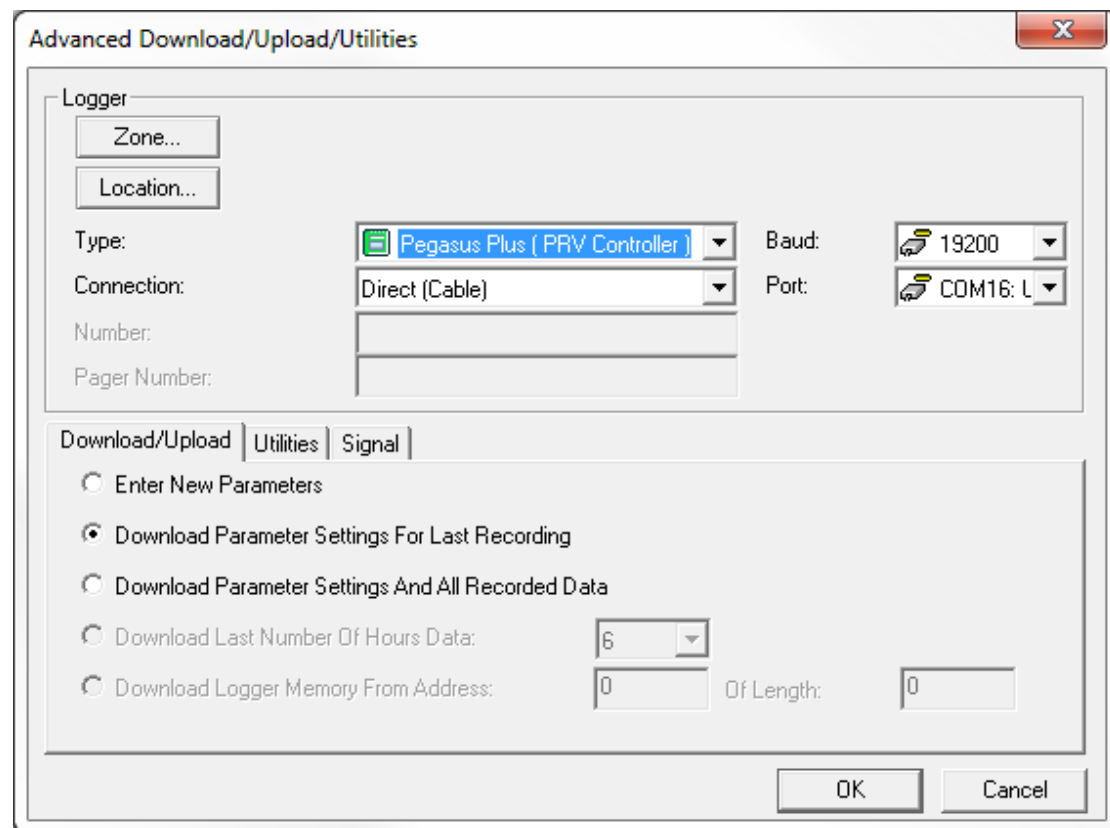 Advanced Download/Upload/Utilities
Logger
Zone...
Location...
Type: Pegasus Plus ( PRV Controller ) Baud: 19200
Connection: Direct (Cable) Port: COM16: L
Number:
Pager Number:
Download/Upload Utilities Signal
Enter New Parameters
Download Parameter Settings For Last Recording
Download Parameter Settings And All Recorded Data
Download Last Number Of Hours Data: 6
Download Logger Memory From Address: 0 Of Length: 0
OK Cancel